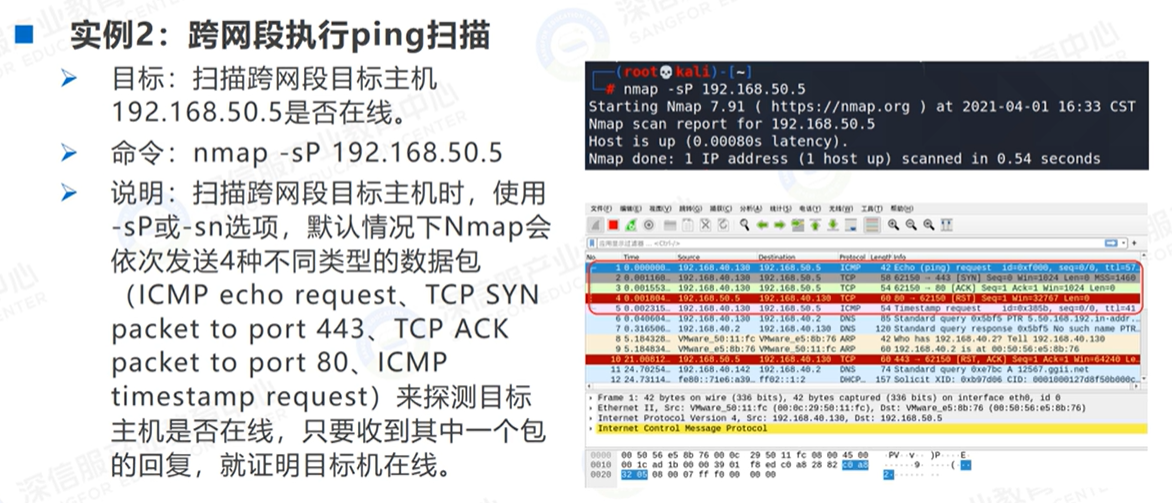 实例2：跨网段执行ping扫描
目标：扫描跨网段目标主机
192.168.50.5是否在线。
命令：nmap -sP 192.168.50.5
说明：扫描跨网段目标主机时，使用
-sP或-sn选项，默认情况下Nmap会
依次发送4种不同类型的数据包
（ICMP echo request、TCP SYN
packet to port 443、TCP ACK
packet to port 80、ICMP
timestamp request）来探测目标
主机是否在线，只要收到其中一个包
的回复，就证明目标机在线。
(root kali)-[~]
# nmap -sP 192.168.50.5
Starting Nmap 7.91 ( https://nmap.org ) at 2021-04-01 16:33 CST
Nmap scan report for 192.168.50.5
Host is up (0.00080s latency).
Nmap done: 1 IP address (1 host up) scanned in 0.54 seconds
文件(F) 编辑(E) 视图(V) 跳转(G) 捕获(C) 分析(A) 统计(S) 电话(Y) 无线(W) 工具(T) 帮助(H)
应用显示过滤器 … <Ctrl-/>
No. Time Source Destination Protocol Length Info
1 0.000000… 192.168.40.130 192.168.50.5 ICMP 42 Echo (ping) request id=0xf000, seq=0/0, ttl=57…
2 0.001160… 192.168.40.130 192.168.50.5 TCP 58 62150 → 443 [SYN] Seq=0 Win=1024 Len=0 MSS=1460
3 0.001553… 192.168.40.130 192.168.50.5 TCP 54 62150 → 80 [ACK] Seq=1 Ack=1 Win=1024 Len=0
4 0.001804… 192.168.50.5 192.168.40.130 TCP 60 80 → 62150 [RST] Seq=1 Win=32767 Len=0
5 0.002315… 192.168.40.130 192.168.50.5 ICMP 54 Timestamp request id=0x385b, seq=0/0, ttl=41
6 0.040604… 192.168.40.130 192.168.40.2 DNS 85 Standard query 0x5bf5 PTR 5.50.168.192.in-addr.…
7 0.316506… 192.168.40.2 192.168.40.130 DNS 120 Standard query response 0x5bf5 No such name PTR…
8 5.184328… VMware_50:11:fc VMware_e5:8b:76 ARP 42 Who has 192.168.40.2? Tell 192.168.40.130
9 5.184834… VMware_e5:8b:76 VMware_50:11:fc ARP 60 192.168.40.2 is at 00:50:56:e5:8b:76
10 21.00812… 192.168.50.5 192.168.40.130 TCP 60 443 → 62150 [RST, ACK] Seq=1 Ack=1 Win=64240 Le…
11 24.70254… 192.168.40.142 192.168.40.2 DNS 74 Standard query 0xe7bc A 12567.ggii.net
12 24.73114… fe80::71e6:a39… ff02::1:2 DHCP… 157 Solicit XID: 0xb97d06 CID: 0001000127d8f50b000c…
Frame 1: 42 bytes on wire (336 bits), 42 bytes captured (336 bits) on interface eth0, id 0
Ethernet II, Src: VMware_50:11:fc (00:0c:29:50:11:fc), Dst: VMware_e5:8b:76 (00:50:56:e5:8b:76)
Internet Protocol Version 4, Src: 192.168.40.130, Dst: 192.168.50.5
Internet Control Message Protocol
0000 00 50 56 e5 8b 76 00 0c 29 50 11 fc 08 00 45 00 ·PV··v·· )P····E·
0010 00 1c ad 1b 00 00 39 01 f8 ed c0 a8 28 82 c0 a8 ······9· ····(···
0020 32 05 08 00 07 ff f0 00 00 00 2·······